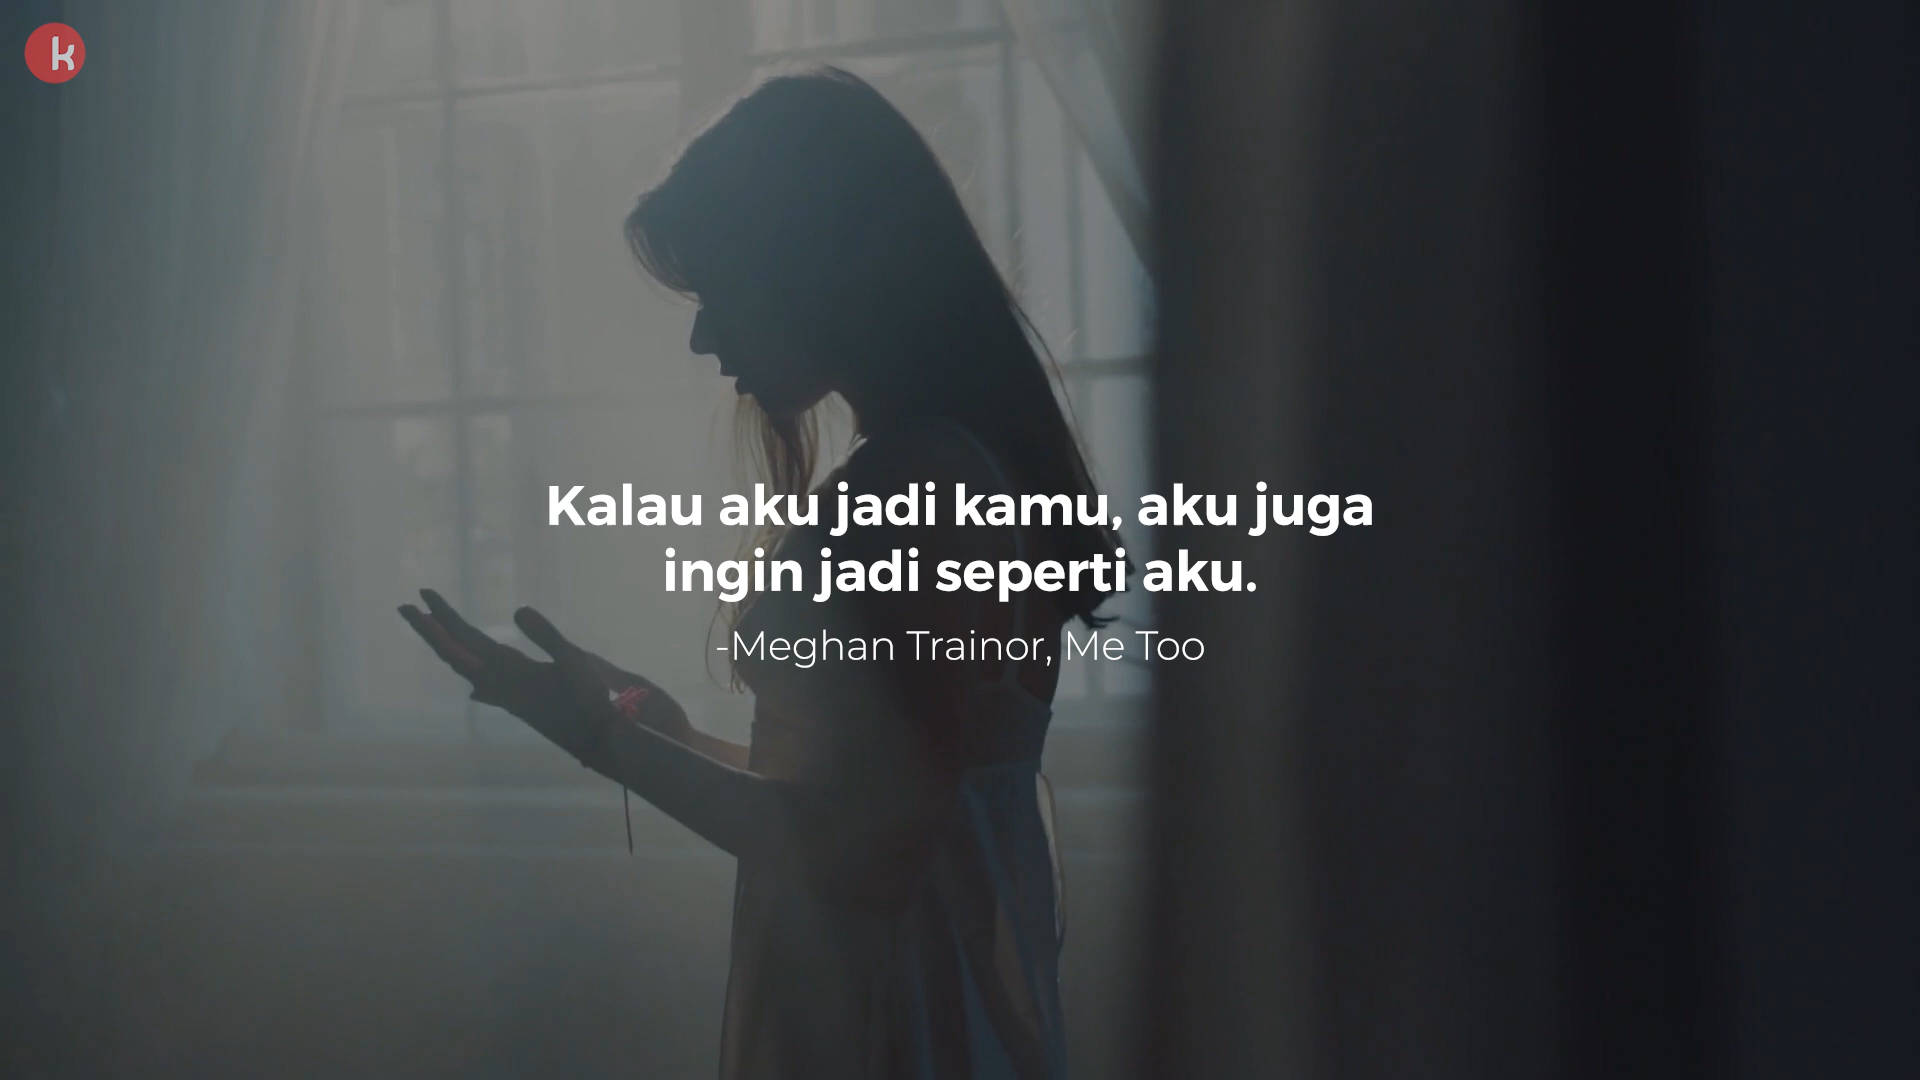 k
Kalau aku jadi kamu, aku juga
ingin jadi seperti aku.
-Meghan Trainor, Me Too